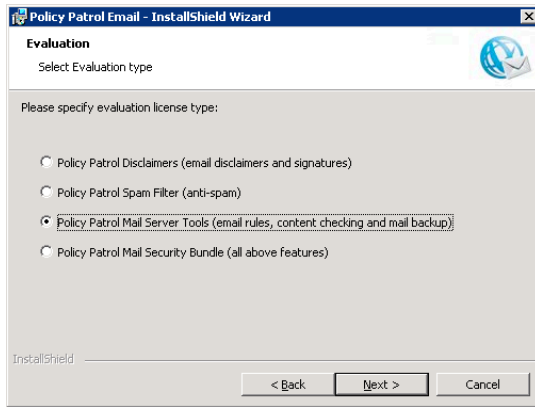 Policy Patrol Email - InstallShield Wizard
Evaluation
Select Evaluation type
Please specify evaluation license type:
Policy Patrol Disclaimers (email disclaimers and signatures)
Policy Patrol Spam Filter (anti-spam)
Policy Patrol Mail Server Tools (email rules, content checking and mail backup)
Policy Patrol Mail Security Bundle (all above features)
InstallShield
< Back Next > Cancel